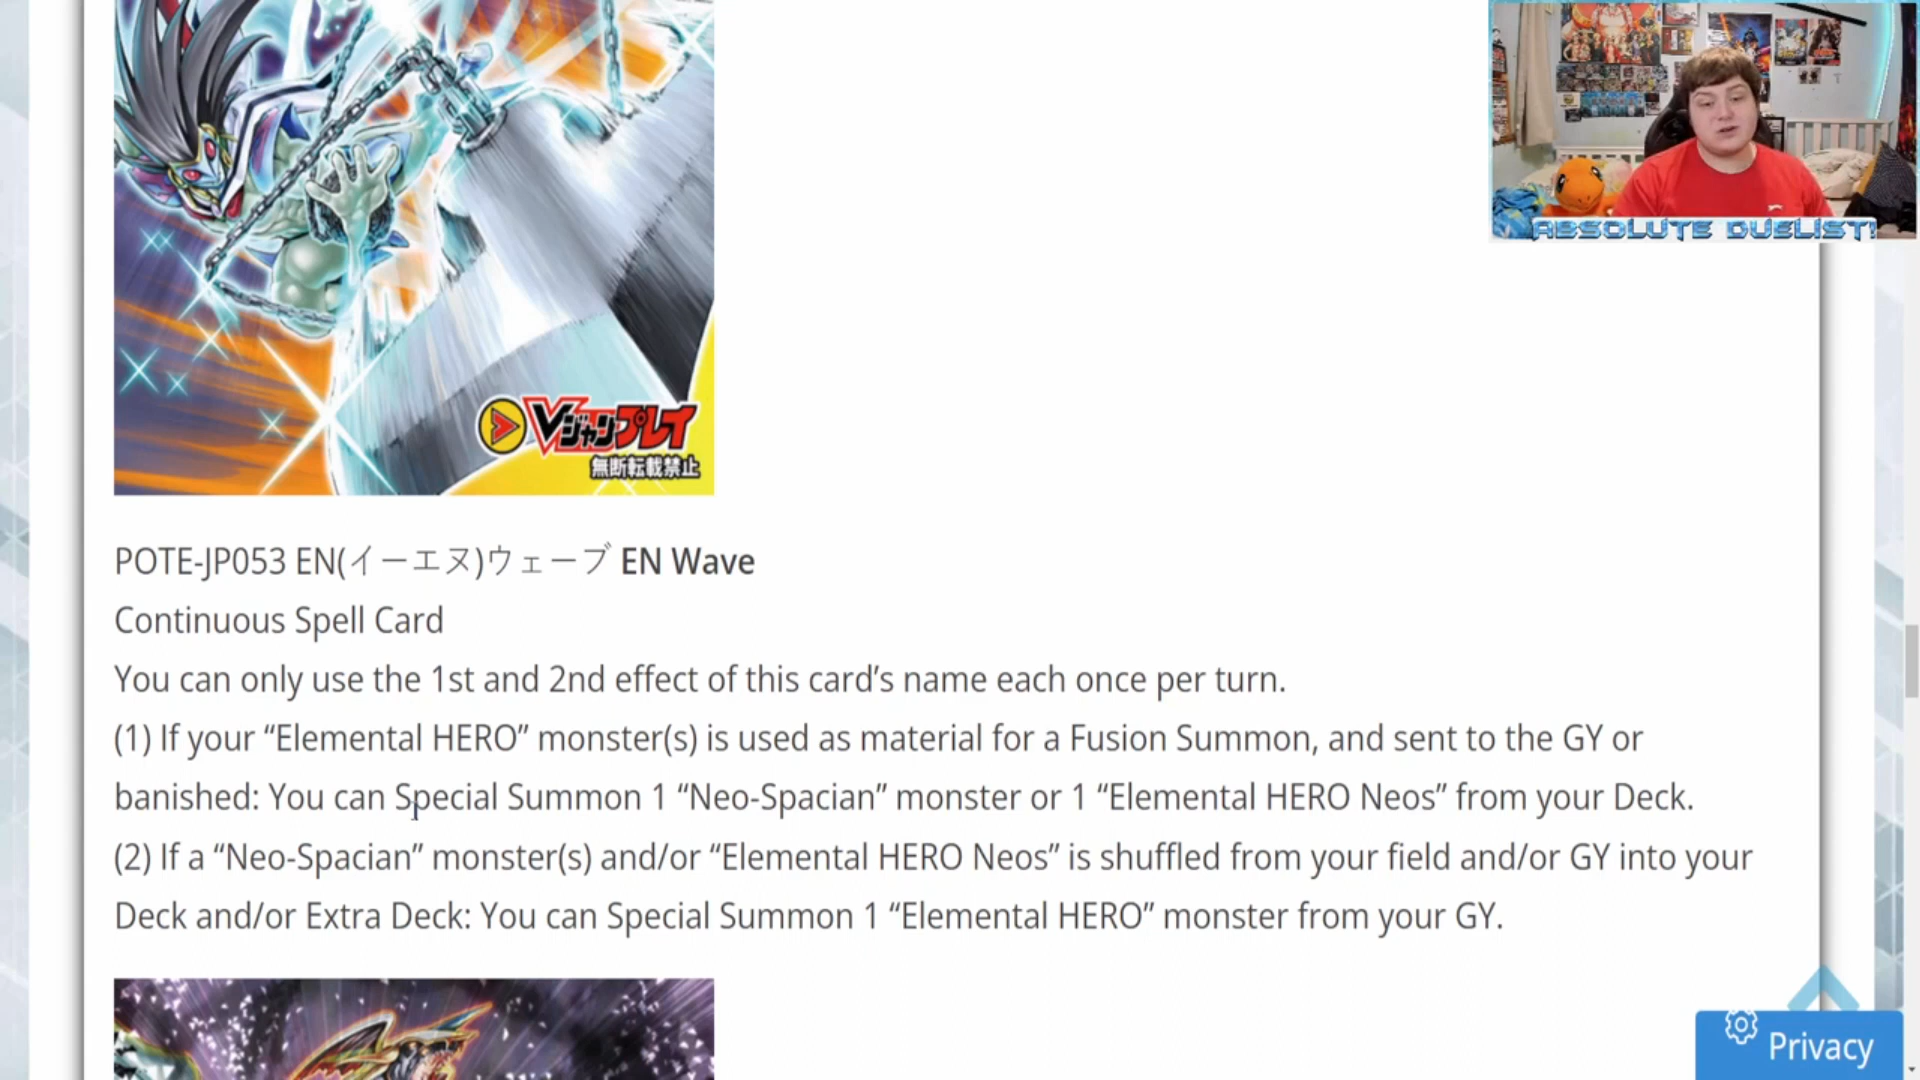 ABSOLUTE DUELIST!
Vジャンプレイ
無断転載禁止
POTE-JP053 EN(イーエヌ)ウェーブ EN Wave
Continuous Spell Card
You can only use the 1st and 2nd effect of this card’s name each once per turn.
(1) If your “Elemental HERO” monster(s) is used as material for a Fusion Summon, and sent to the GY or
banished: You can Special Summon 1 “Neo-Spacian” monster or 1 “Elemental HERO Neos” from your Deck.
(2) If a “Neo-Spacian” monster(s) and/or “Elemental HERO Neos” is shuffled from your field and/or GY into your
Deck and/or Extra Deck: You can Special Summon 1 “Elemental HERO” monster from your GY.
Privacy